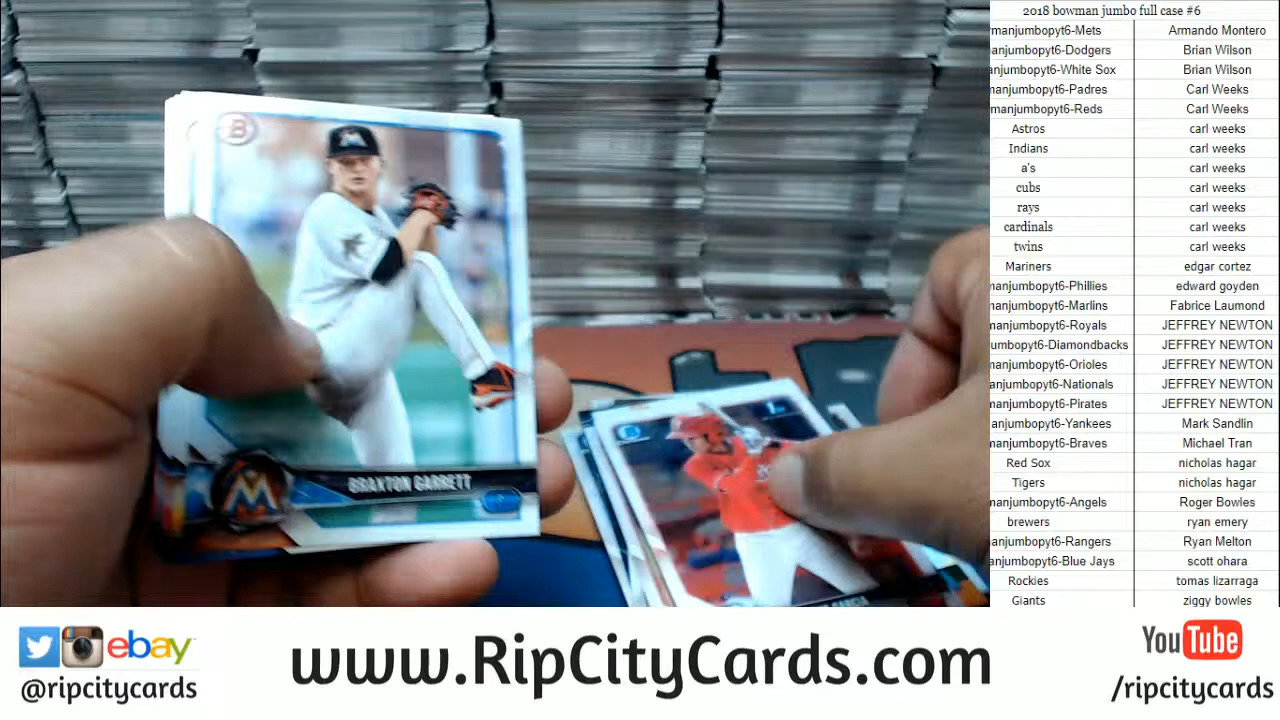 2018 bowman jumbo full case #6
manjumbopyt6-Mets Armando Montero
anjumbopyt6-Dodgers Brian Wilson
anjumbopyt6-White Sox Brian Wilson
manjumbopyt6-Padres Carl Weeks
manjumbopyt6-Reds Carl Weeks
Astros carl weeks
Indians carl weeks
a's carl weeks
cubs carl weeks
rays carl weeks
cardinals carl weeks
twins carl weeks
Mariners edgar cortez
manjumbopyt6-Phillies edward goyden
manjumbopyt6-Marlins Fabrice Laumond
manjumbopyt6-Royals JEFFREY NEWTON
umbopyt6-Diamondbacks JEFFREY NEWTON
manjumbopyt6-Orioles JEFFREY NEWTON
manjumbopyt6-Nationals JEFFREY NEWTON
manjumbopyt6-Pirates JEFFREY NEWTON
manjumbopyt6-Yankees Mark Sandlin
manjumbopyt6-Braves Michael Tran
Red Sox nicholas hagar
Tigers nicholas hagar
manjumbopyt6-Angels Roger Bowles
brewers ryan emery
manjumbopyt6-Rangers Ryan Melton
anjumbopyt6-Blue Jays scott ohara
Rockies tomas lizarraga
Giants ziggy bowles
B
M
BRAXTON GARRETT
B
ebay
@ripcitycards
www.RipCityCards.com
YouTube
/ripcitycards